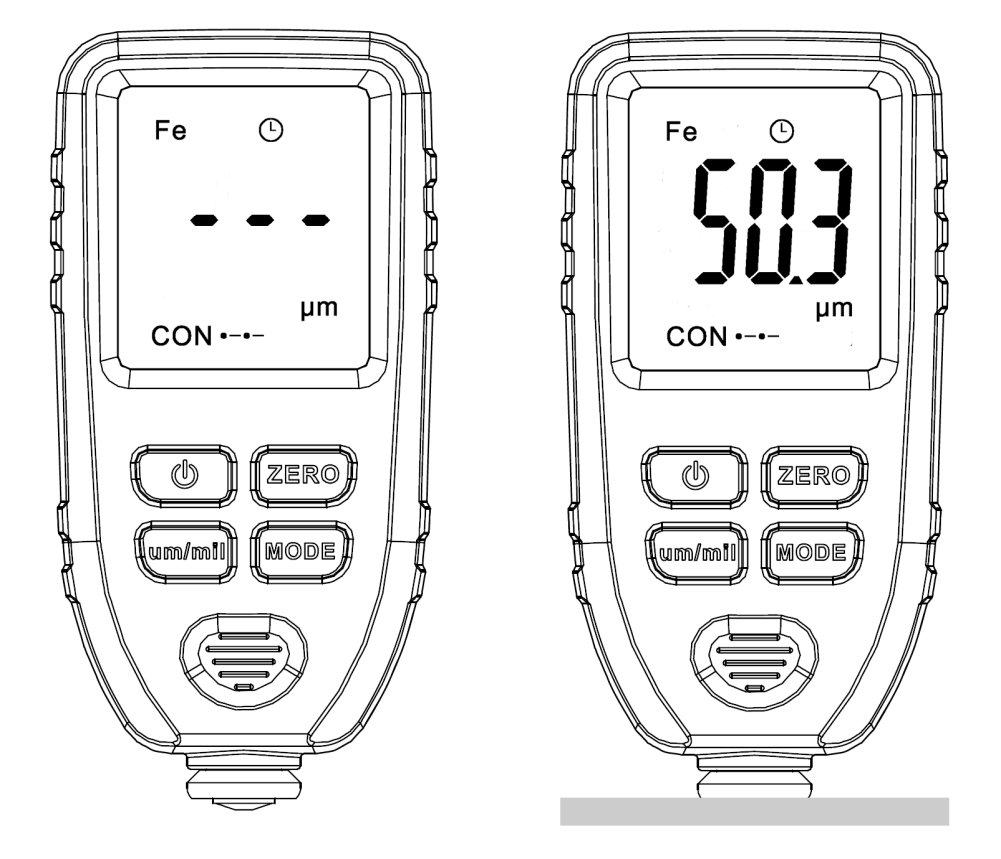 Fe
- - -
µm
CON •–•–
ZERO
um/mil
MODE
Fe
50.3
µm
CON •–•–
ZERO
um/mil
MODE